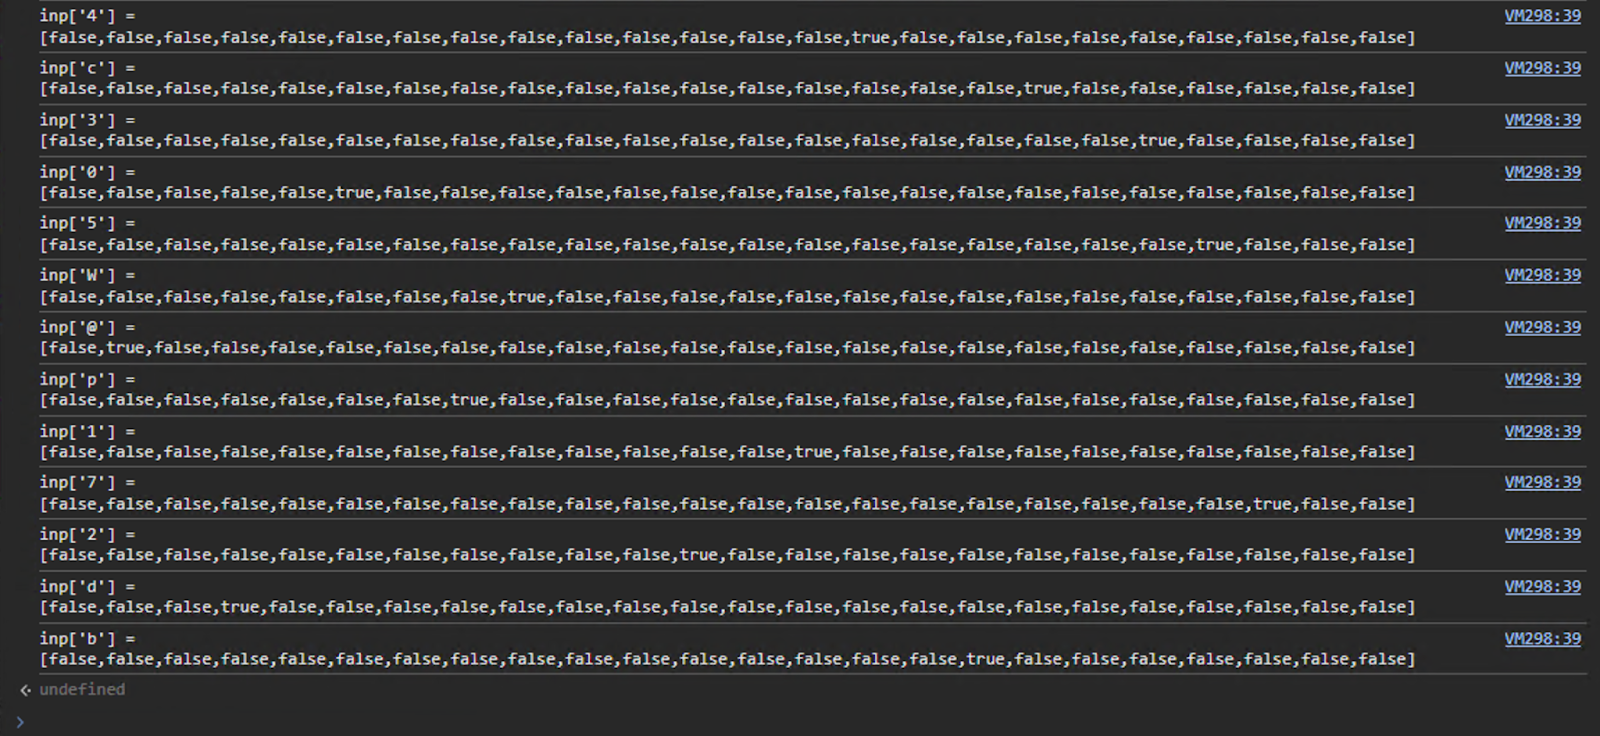 inp['4'] = VM298:39
[false,false,false,false,false,false,false,false,false,false,false,false,false,false,true,false,false,false,false,false,false,false,false,false]
inp['c'] = VM298:39
[false,false,false,false,false,false,false,false,false,false,false,false,false,false,false,false,false,true,false,false,false,false,false,false]
inp['3'] = VM298:39
[false,false,false,false,false,false,false,false,false,false,false,false,false,false,false,false,false,false,false,true,false,false,false,false]
inp['0'] = VM298:39
[false,false,false,false,false,true,false,false,false,false,false,false,false,false,false,false,false,false,false,false,false,false,false,false]
inp['5'] = VM298:39
[false,false,false,false,false,false,false,false,false,false,false,false,false,false,false,false,false,false,false,false,true,false,false,false]
inp['W'] = VM298:39
[false,false,false,false,false,false,false,false,true,false,false,false,false,false,false,false,false,false,false,false,false,false,false,false]
inp['@'] = VM298:39
[false,true,false,false,false,false,false,false,false,false,false,false,false,false,false,false,false,false,false,false,false,false,false,false]
inp['p'] = VM298:39
[false,false,false,false,false,false,false,true,false,false,false,false,false,false,false,false,false,false,false,false,false,false,false,false]
inp['1'] = VM298:39
[false,false,false,false,false,false,false,false,false,false,false,false,false,true,false,false,false,false,false,false,false,false,false,false]
inp['7'] = VM298:39
[false,false,false,false,false,false,false,false,false,false,false,false,false,false,false,false,false,false,false,false,false,true,false,false]
inp['2'] = VM298:39
[false,false,false,false,false,false,false,false,false,false,false,true,false,false,false,false,false,false,false,false,false,false,false,false]
inp['d'] = VM298:39
[false,false,false,true,false,false,false,false,false,false,false,false,false,false,false,false,false,false,false,false,false,false,false,false]
inp['b'] = VM298:39
[false,false,false,false,false,false,false,false,false,false,false,false,false,false,false,false,true,false,false,false,false,false,false,false]
undefined